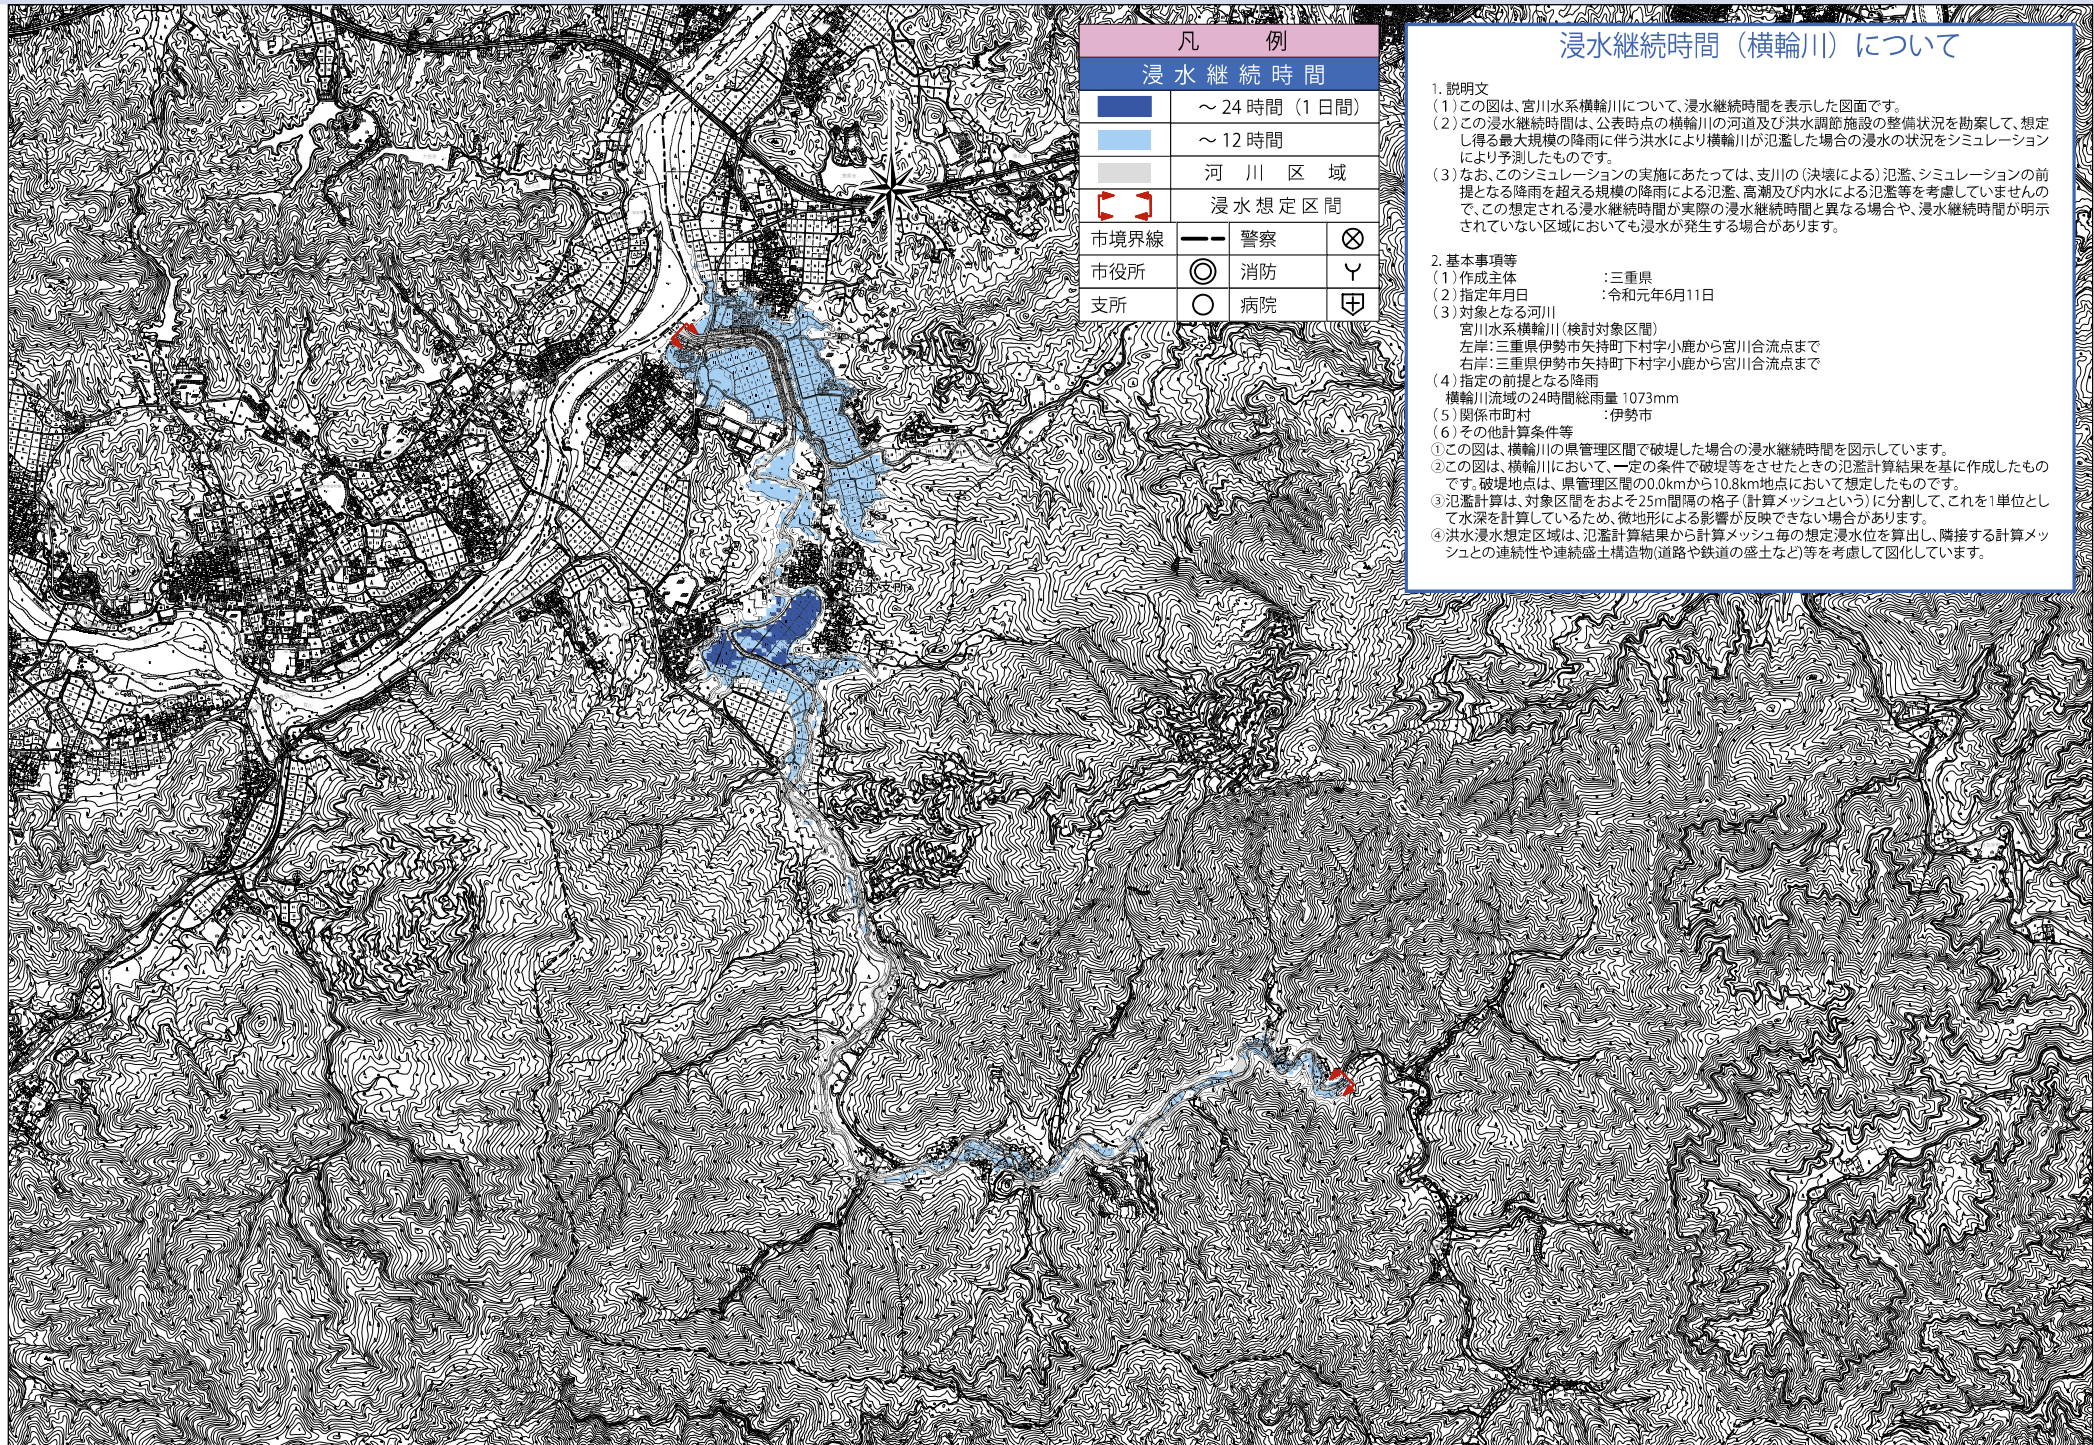 凡 例
浸水継続時間
～24時間（1日間）
～12時間
河川区域
浸水想定区間
市境界線
警察
市役所
消防
支所
病院
浸水継続時間（横輪川）について
1. 説明文
（1）この図は、宮川水系横輪川について、浸水継続時間を表示した図面です。
（2）この浸水継続時間は、公表時点の横輪川の河道及び洪水調節施設の整備状況を勘案して、想定
し得る最大規模の降雨に伴う洪水により横輪川が氾濫した場合の浸水の状況をシミュレーション
により予測したものです。
（3）なお、このシミュレーションの実施にあたっては、支川の（決壊による）氾濫、シミュレーションの前
提となる降雨を超える規模の降雨による氾濫、高潮及び内水による氾濫等を考慮していませんの
で、この想定される浸水継続時間が実際の浸水継続時間と異なる場合や、浸水継続時間が明示
されていない区域においても浸水が発生する場合があります。
2. 基本事項等
（1）作成主体 ：三重県
（2）指定年月日 ：令和元年6月11日
（3）対象となる河川
宮川水系横輪川（検討対象区間）
左岸：三重県伊勢市矢持町下村字小鹿から宮川合流点まで
右岸：三重県伊勢市矢持町下村字小鹿から宮川合流点まで
（4）指定の前提となる降雨
横輪川流域の24時間総雨量 1073mm
（5）関係市町村 ：伊勢市
（6）その他計算条件等
①この図は、横輪川の県管理区間で破堤した場合の浸水継続時間を図示しています。
②この図は、横輪川において、一定の条件で破堤等をさせたときの氾濫計算結果を基に作成したもの
です。破堤地点は、県管理区間の0.0kmから10.8km地点において想定したものです。
③氾濫計算は、対象区間をおよそ25m間隔の格子（計算メッシュという）に分割して、これを1単位とし
て水深を計算しているため、微地形による影響が反映できない場合があります。
④洪水浸水想定区域は、氾濫計算結果から計算メッシュ毎の想定浸水位を算出し、隣接する計算メッ
シュとの連続性や連続盛土構造物(道路や鉄道の盛土など)等を考慮して図化しています。
沼木支所